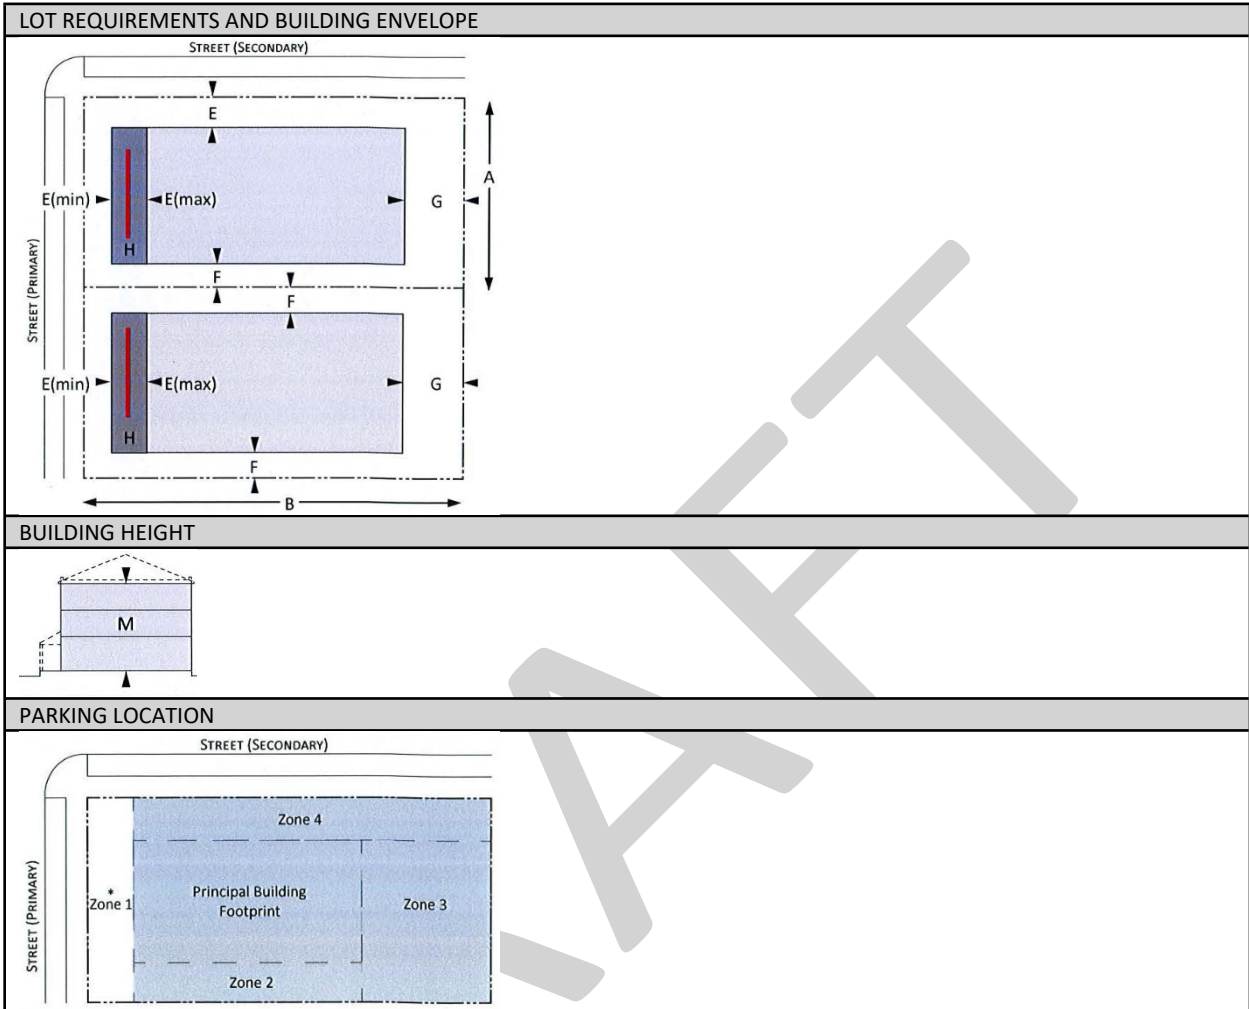 LOT REQUIREMENTS AND BUILDING ENVELOPE
STREET (SECONDARY)
E
A
E(min)
E(max)
G
H
STREET (PRIMARY)
F
F
E(min)
E(max)
G
H
F
B
BUILDING HEIGHT
M
PARKING LOCATION
STREET (SECONDARY)
Zone 4
STREET (PRIMARY)
*
Zone 1
Principal Building
Footprint
Zone 3
Zone 2
DRAFT